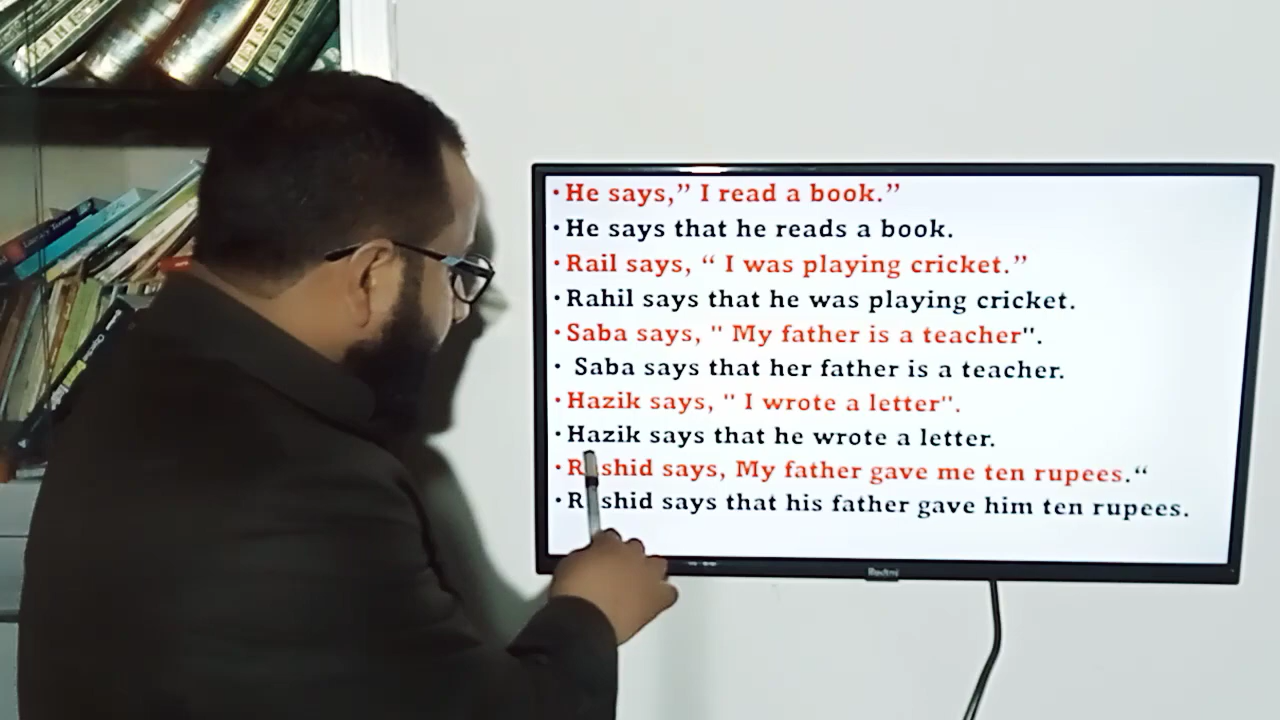 • He says,” I read a book.”
• He says that he reads a book.
• Rail says, “ I was playing cricket.”
• Rahil says that he was playing cricket.
• Saba says, " My father is a teacher".
• Saba says that her father is a teacher.
• Hazik says, " I wrote a letter".
• Hazik says that he wrote a letter.
• Rashid says, My father gave me ten rupees.“
• Rashid says that his father gave him ten rupees.
Redmi